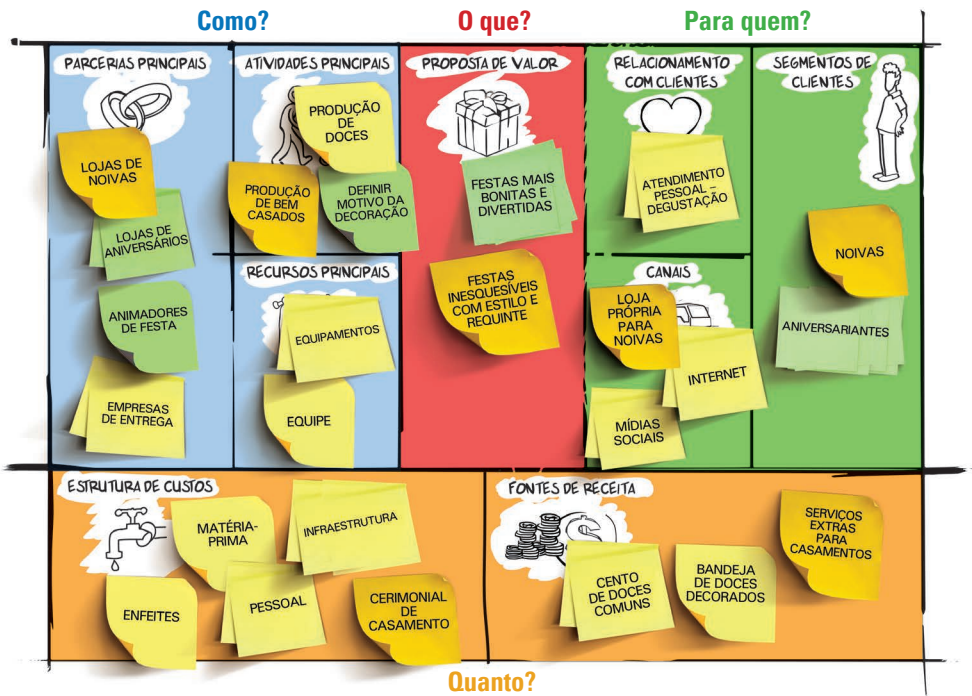 Como?
O que?
Para quem?
PARCERIAS PRINCIPAIS
LOJAS DE
NOIVAS
LOJAS DE
ANIVERSÁRIOS
ANIMADORES
DE FESTA
EMPRESAS
DE ENTREGA
ATIVIDADES PRINCIPAIS
PRODUÇÃO
DE
DOCES
PRODUÇÃO
DE BEM
CASADOS
DEFINIR
MOTIVO DA
DECORAÇÃO
RECURSOS PRINCIPAIS
EQUIPAMENTOS
EQUIPE
PROPOSTA DE VALOR
FESTAS MAIS
BONITAS E
DIVERTIDAS
FESTAS
INESQUESÍVEIS
COM ESTILO E
REQUINTE
RELACIONAMENTO
COM CLIENTES
ATENDIMENTO
PESSOAL –
DEGUSTAÇÃO
CANAIS
LOJA
PRÓPRIA
PARA
NOIVAS
INTERNET
MÍDIAS
SOCIAIS
SEGMENTOS DE
CLIENTES
NOIVAS
ANIVERSARIANTES
ESTRUTURA DE CUSTOS
MATÉRIA-
PRIMA
INFRAESTRUTURA
ENFEITES
PESSOAL
CERIMONIAL
DE
CASAMENTO
FONTES DE RECEITA
CENTO
DE DOCES
COMUNS
BANDEJA
DE DOCES
DECORADOS
SERVIÇOS
EXTRAS
PARA
CASAMENTOS
Quanto?